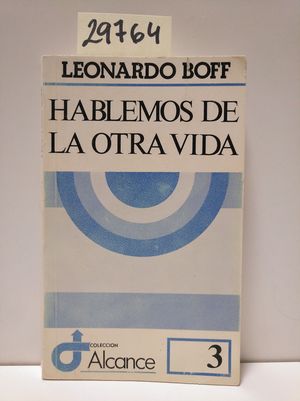 29764
LEONARDO BOFF
HABLEMOS DE
LA OTRA VIDA
COLECCION
Alcance
3